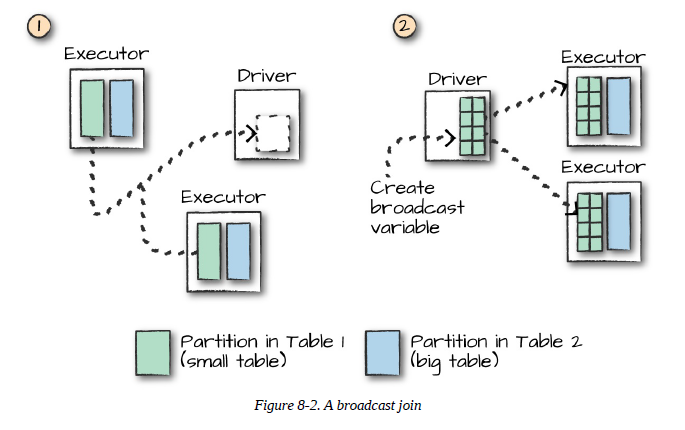 1
Executor
Driver
Executor
2
Driver
Executor
Executor
Create
broadcast
variable
Partition in Table 1
(small table)
Partition in Table 2
(big table)
Figure 8-2. A broadcast join